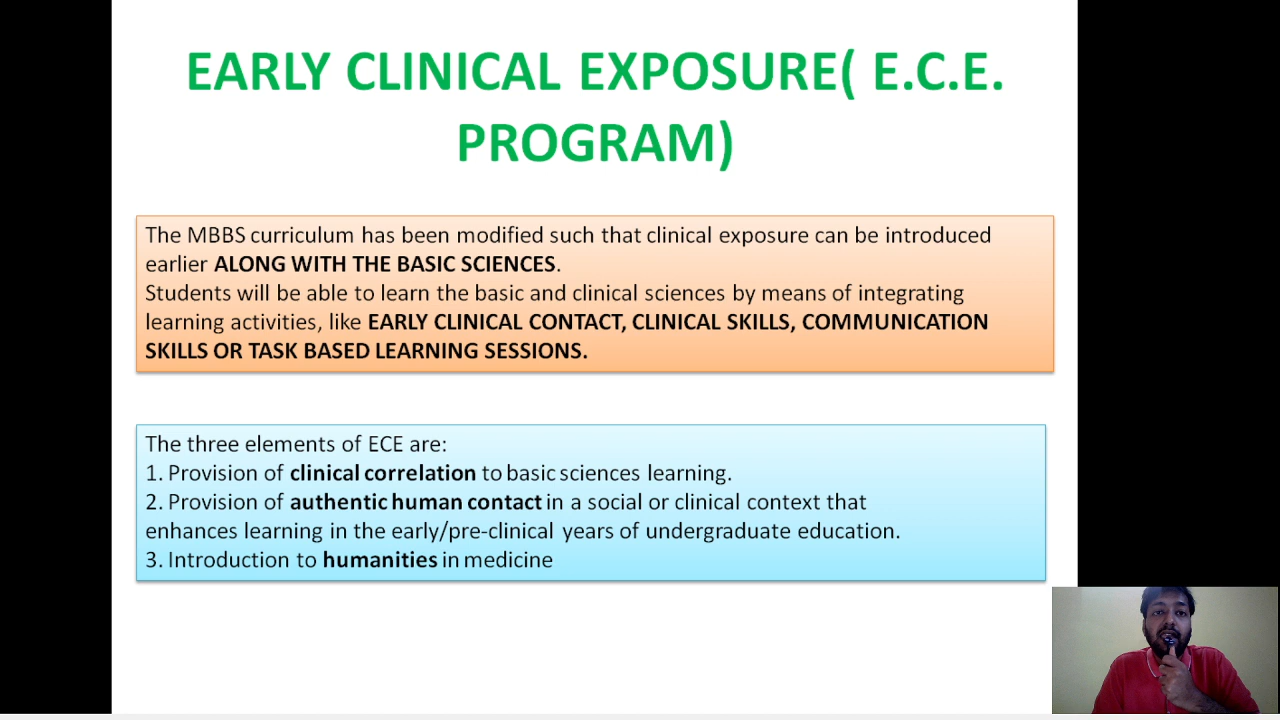 EARLY CLINICAL EXPOSURE( E.C.E.
PROGRAM)
The MBBS curriculum has been modified such that clinical exposure can be introduced
earlier ALONG WITH THE BASIC SCIENCES.
Students will be able to learn the basic and clinical sciences by means of integrating
learning activities, like EARLY CLINICAL CONTACT, CLINICAL SKILLS, COMMUNICATION
SKILLS OR TASK BASED LEARNING SESSIONS.
The three elements of ECE are:
1. Provision of clinical correlation to basic sciences learning.
2. Provision of authentic human contact in a social or clinical context that
enhances learning in the early/pre-clinical years of undergraduate education.
3. Introduction to humanities in medicine